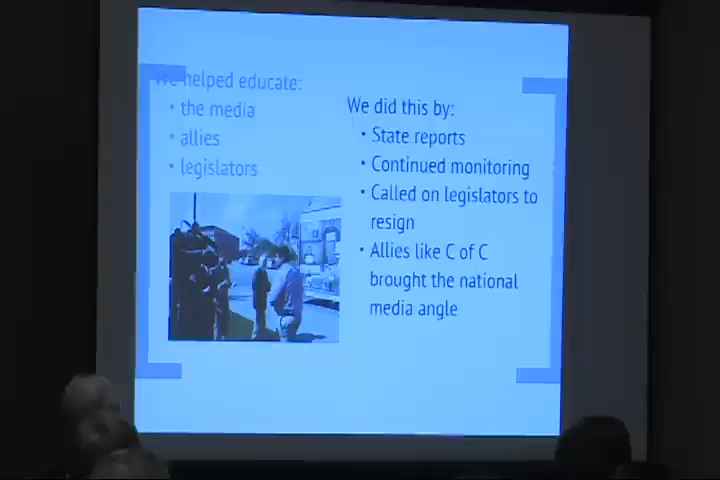 We helped educate:
• the media
• allies
• legislators
We did this by:
• State reports
• Continued monitoring
• Called on legislators to
resign
• Allies like C of C
brought the national
media angle